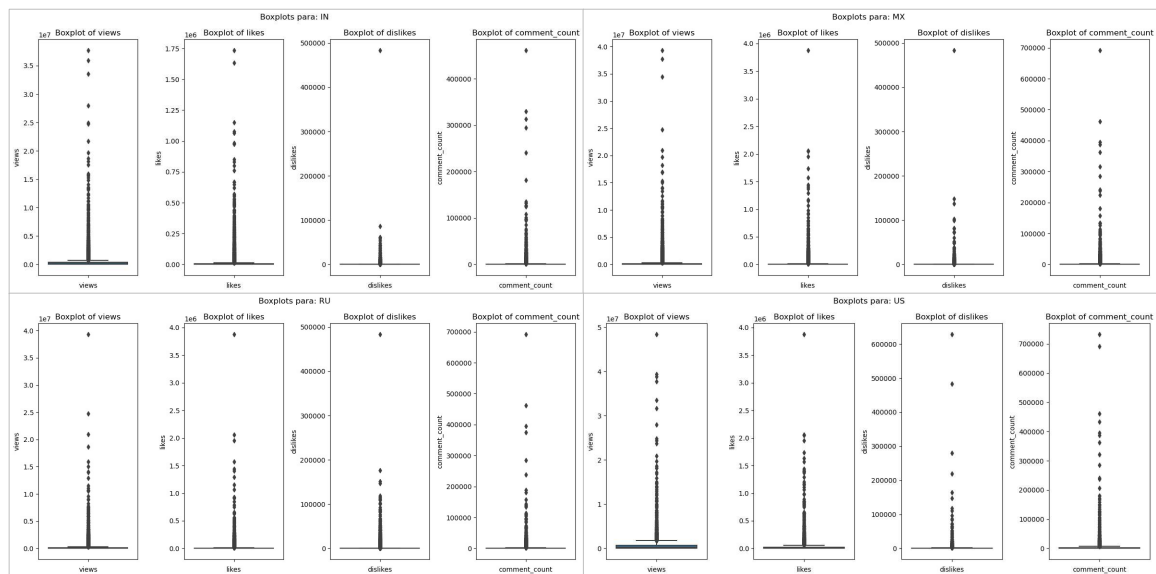 Boxplots para: IN
Boxplot of views
Boxplot of likes
Boxplot of dislikes
Boxplot of comment_count
1e7
3.5
3.0
2.5
2.0
1.5
1.0
0.5
0.0
views
views
1e6
1.75
1.50
1.25
1.00
0.75
0.50
0.25
0.00
likes
likes
500000
400000
300000
200000
100000
0
dislikes
dislikes
400000
300000
200000
100000
0
comment_count
comment_count
Boxplots para: MX
Boxplot of views
Boxplot of likes
Boxplot of dislikes
Boxplot of comment_count
1e7
4.0
3.5
3.0
2.5
2.0
1.5
1.0
0.5
0.0
views
views
1e6
4.0
3.5
3.0
2.5
2.0
1.5
1.0
0.5
0.0
likes
likes
500000
400000
300000
200000
100000
0
dislikes
dislikes
700000
600000
500000
400000
300000
200000
100000
0
comment_count
comment_count
Boxplots para: RU
Boxplot of views
Boxplot of likes
Boxplot of dislikes
Boxplot of comment_count
1e7
4.0
3.5
3.0
2.5
2.0
1.5
1.0
0.5
0.0
views
views
1e6
4.0
3.5
3.0
2.5
2.0
1.5
1.0
0.5
0.0
likes
likes
500000
400000
300000
200000
100000
0
dislikes
dislikes
700000
600000
500000
400000
300000
200000
100000
0
comment_count
comment_count
Boxplots para: US
Boxplot of views
Boxplot of likes
Boxplot of dislikes
Boxplot of comment_count
1e7
5
4
3
2
1
0
views
views
1e6
4.0
3.5
3.0
2.5
2.0
1.5
1.0
0.5
0.0
likes
likes
600000
500000
400000
300000
200000
100000
0
dislikes
dislikes
700000
600000
500000
400000
300000
200000
100000
0
comment_count
comment_count